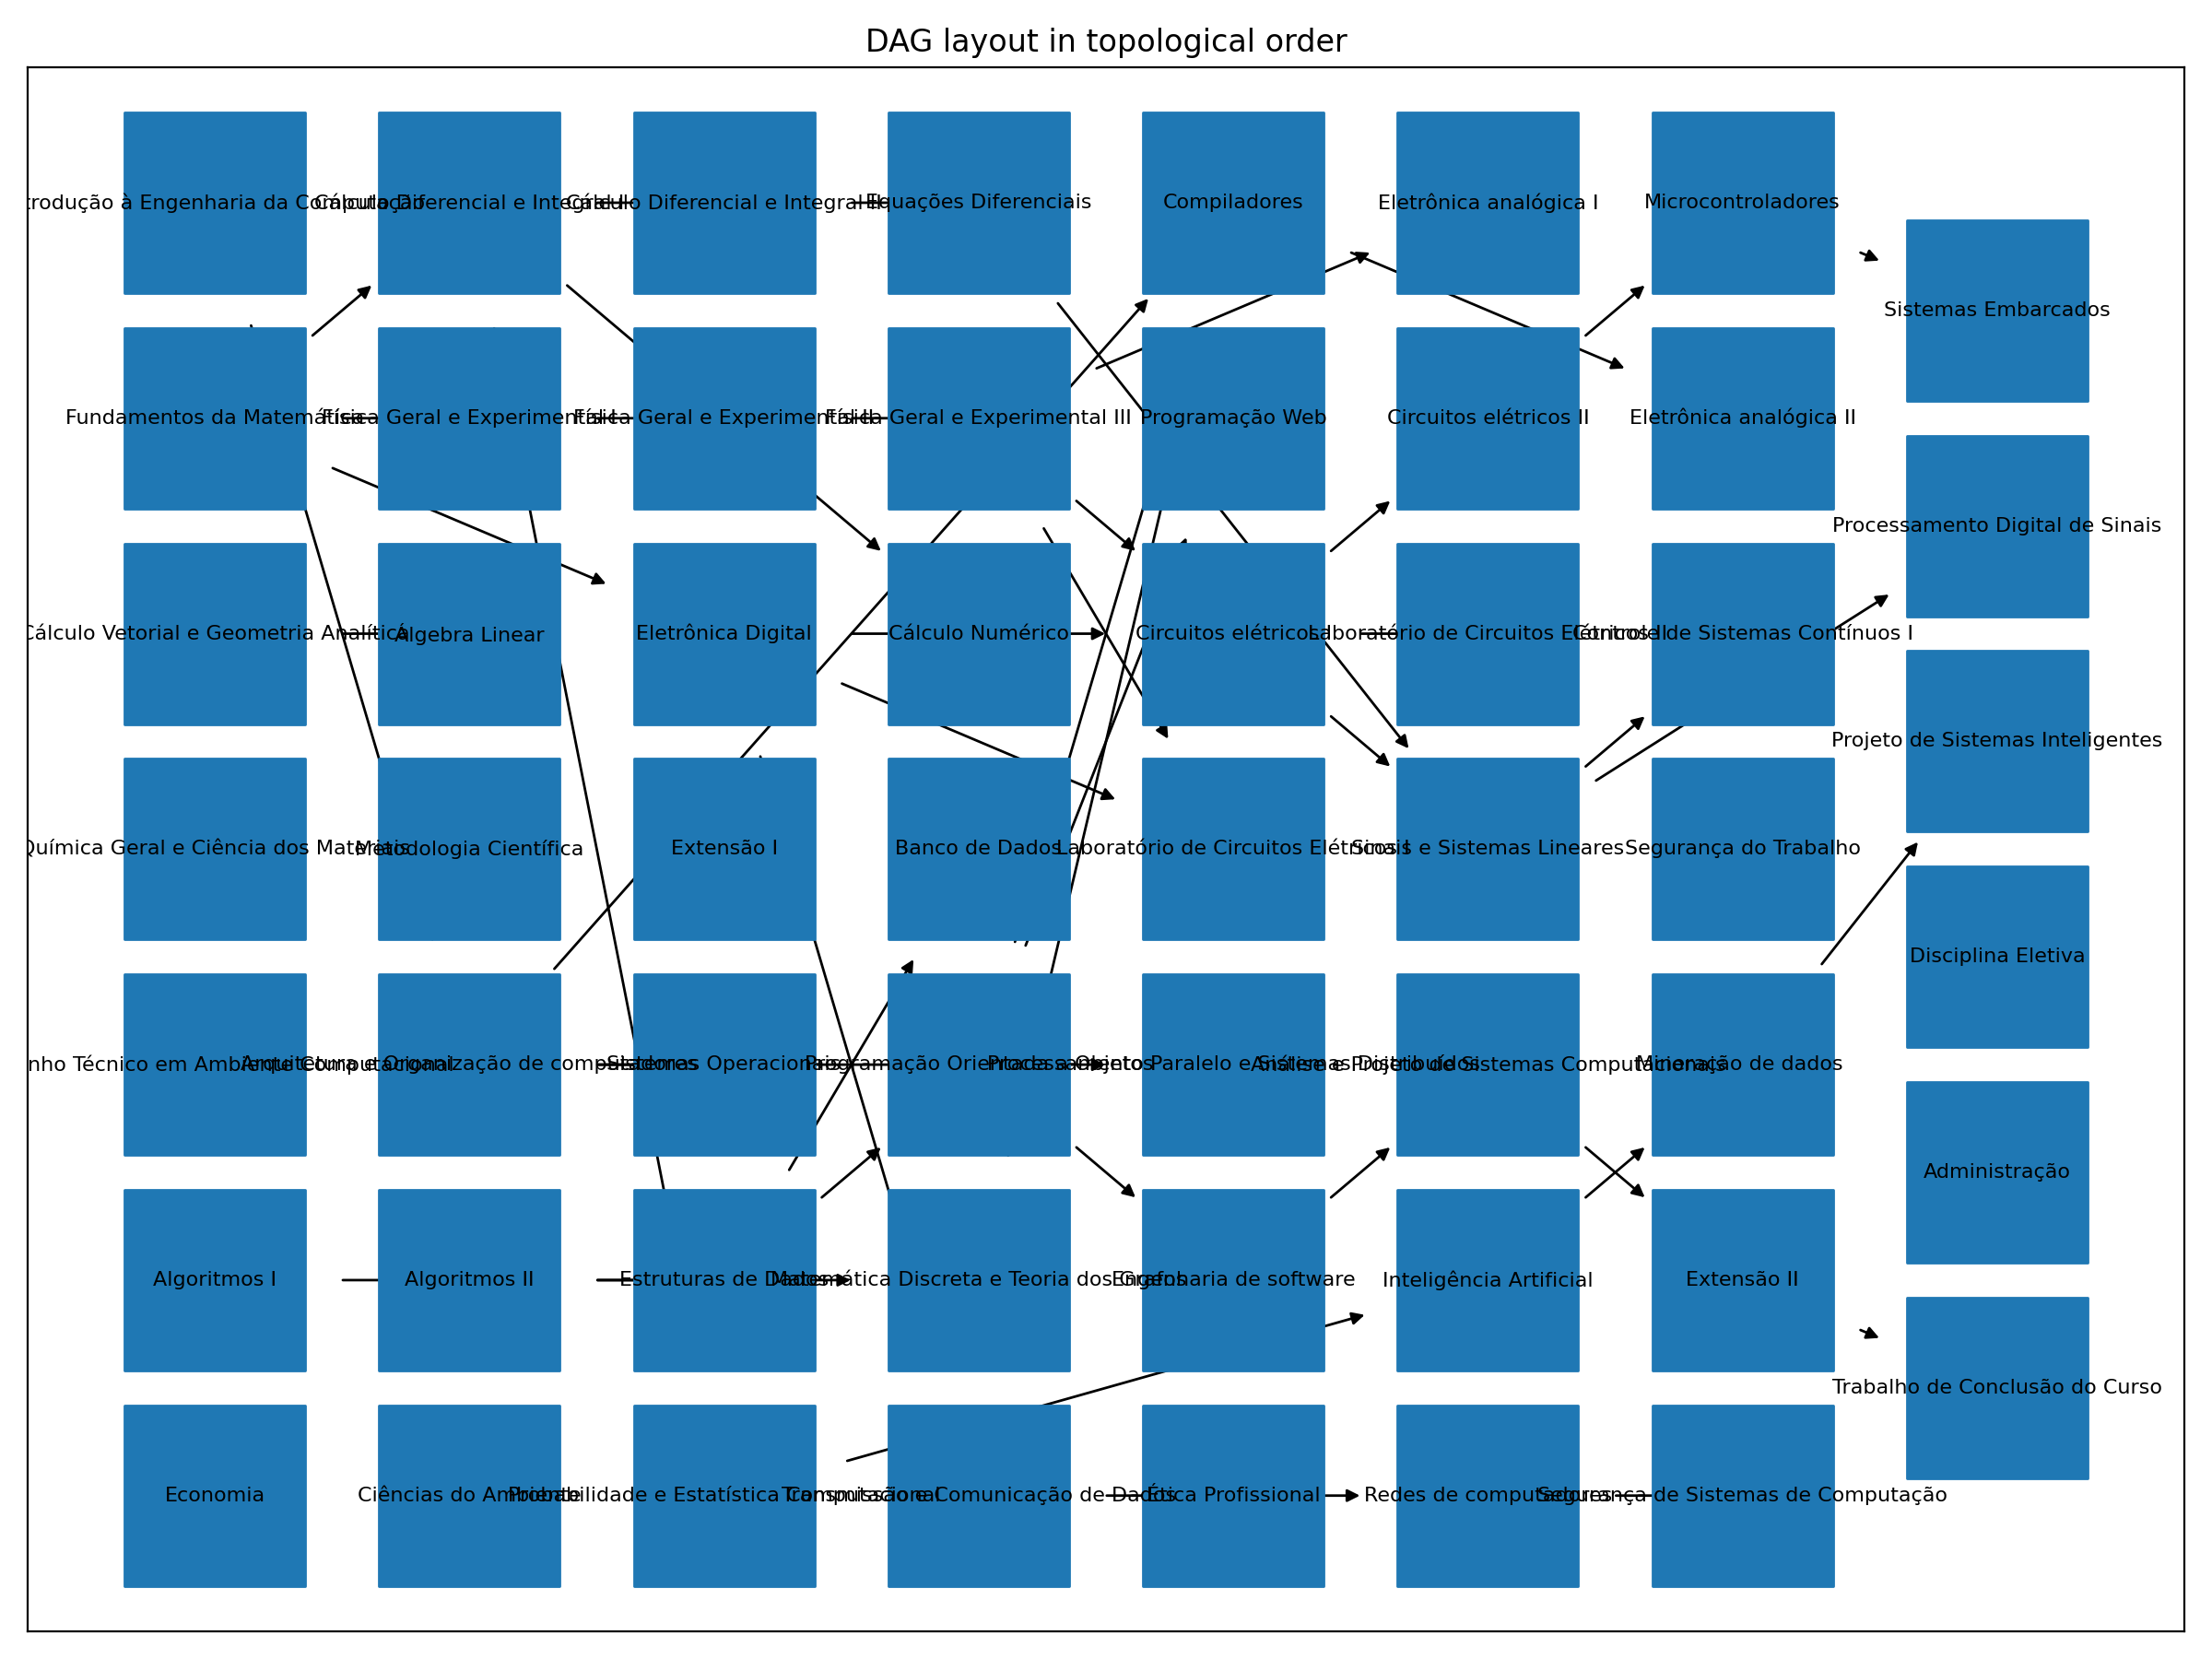 DAG layout in topological order
trodução à Engenharia da Computação
Cálculo Diferencial e Integral I
Cálculo Diferencial e Integral II
Equações Diferenciais
Compiladores
Eletrônica analógica I
Microcontroladores
Sistemas Embarcados
Fundamentos da Matemática
Física Geral e Experimental I
Física Geral e Experimental II
Física Geral e Experimental III
Programação Web
Circuitos elétricos II
Eletrônica analógica II
Processamento Digital de Sinais
Cálculo Vetorial e Geometria Analítica
Álgebra Linear
Eletrônica Digital
Cálculo Numérico
Circuitos elétricos I
Laboratório de Circuitos Elétricos II
Controle de Sistemas Contínuos I
Projeto de Sistemas Inteligentes
Química Geral e Ciência dos Materiais
Metodologia Científica
Extensão I
Banco de Dados
Laboratório de Circuitos Elétricos I
Sinais e Sistemas Lineares
Segurança do Trabalho
Disciplina Eletiva
nho Técnico em Ambiente Computacional
Arquitetura e Organização de computadores
Sistemas Operacionais
Programação Orientada a Objetos
Processamento Paralelo e Sistemas Distribuídos
Análise e Projeto de Sistemas Computacionais
Mineração de dados
Administração
Algoritmos I
Algoritmos II
Estruturas de Dados
Matemática Discreta e Teoria dos Grafos
Engenharia de software
Inteligência Artificial
Extensão II
Trabalho de Conclusão do Curso
Economia
Ciências do Ambiente
Probabilidade e Estatística Computacional
Transmissão e Comunicação de Dados
Ética Profissional
Redes de computadores
Segurança de Sistemas de Computação